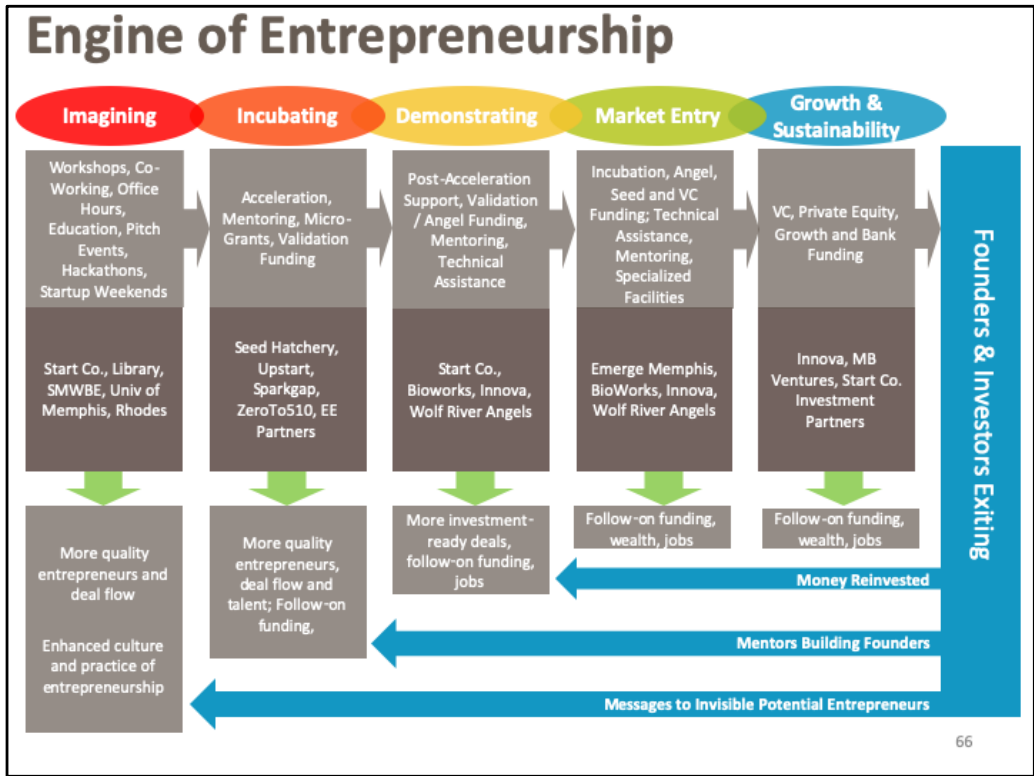 Engine of Entrepreneurship
Imagining
Incubating
Demonstrating
Market Entry
Growth &
Sustainability
Workshops, Co-
Working, Office
Hours,
Education, Pitch
Events,
Hackathons,
Startup Weekends
Acceleration,
Mentoring, Micro-
Grants, Validation
Funding
Post-Acceleration
Support, Validation
/ Angel Funding,
Mentoring,
Technical
Assistance
Incubation, Angel,
Seed and VC
Funding; Technical
Assistance,
Mentoring,
Specialized
Facilities
VC, Private Equity,
Growth and Bank
Funding
Founders & Investors Exiting
Start Co., Library,
SMWBE, Univ of
Memphis, Rhodes
Seed Hatchery,
Upstart,
Sparkgap,
ZeroTo510, EE
Partners
Start Co.,
Bioworks, Innova,
Wolf River Angels
Emerge Memphis,
BioWorks, Innova,
Wolf River Angels
Innova, MB
Ventures, Start Co.
Investment
Partners
More quality
entrepreneurs and
deal flow
Enhanced culture
and practice of
entrepreneurship
More quality
entrepreneurs,
deal flow and
talent; Follow-on
funding,
More investment-
ready deals,
follow-on funding,
jobs
Follow-on funding,
wealth, jobs
Follow-on funding,
wealth, jobs
Money Reinvested
Mentors Building Founders
Messages to Invisible Potential Entrepreneurs
66